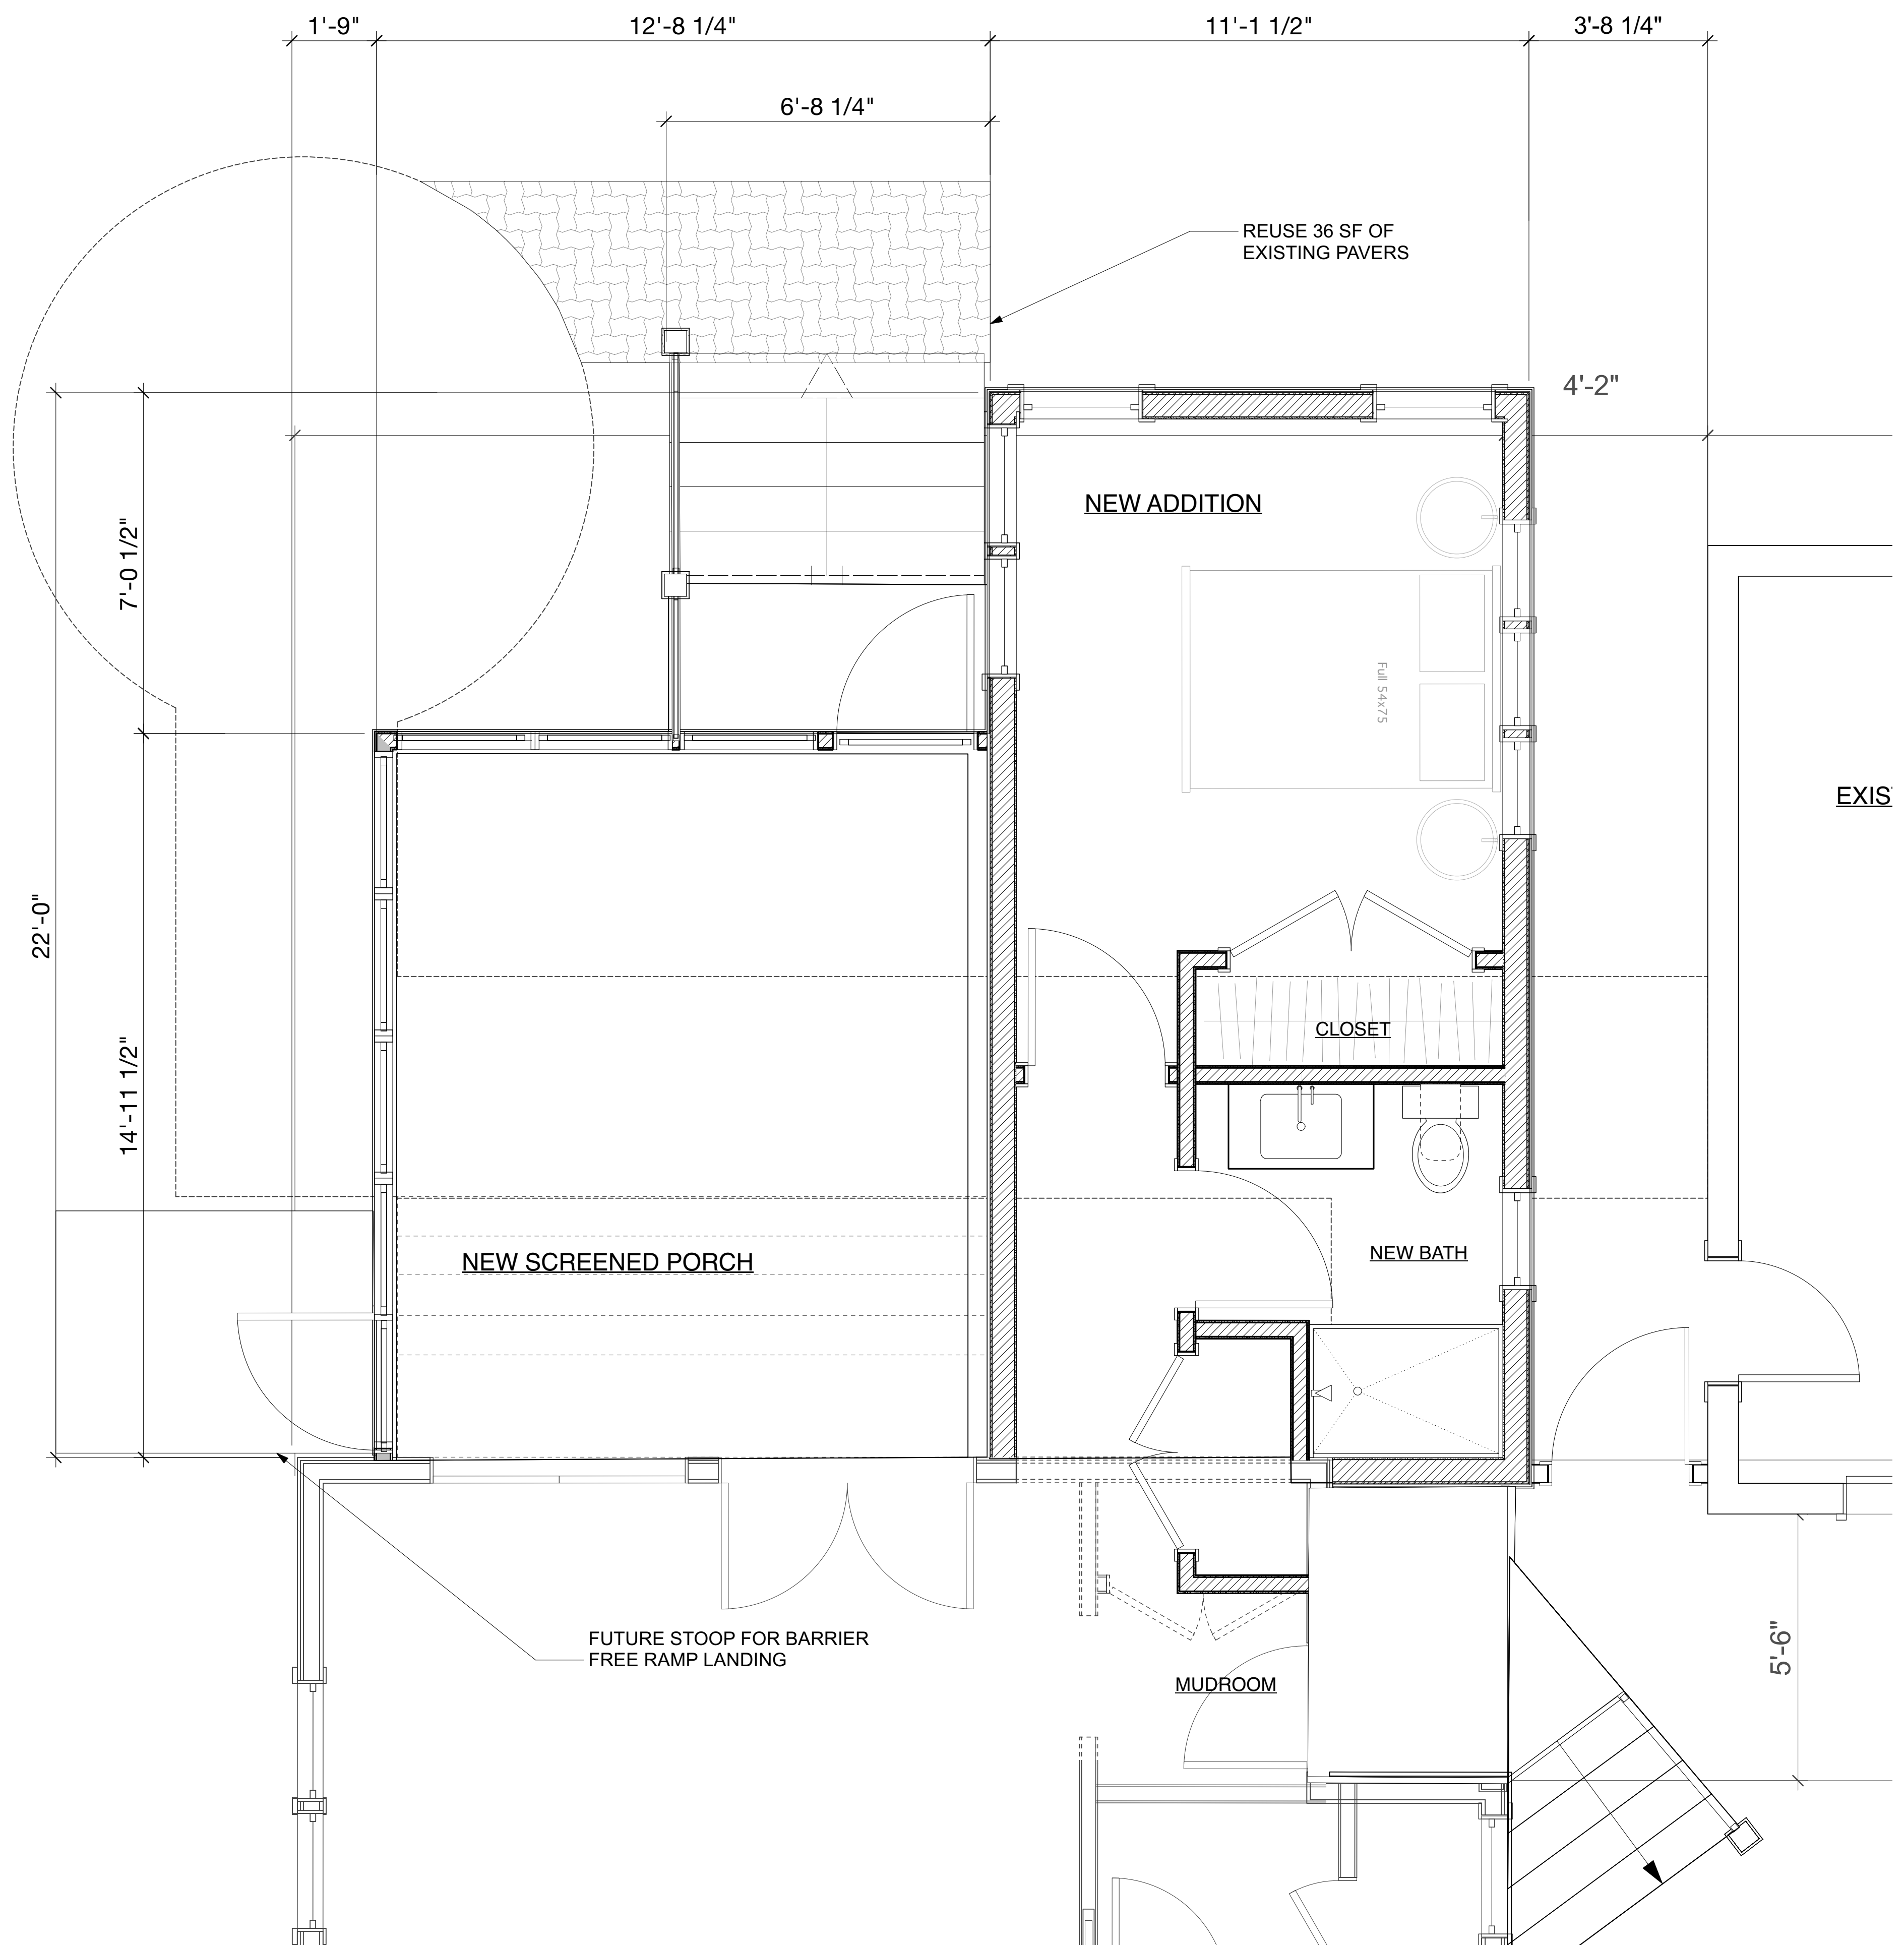 1'-9"
12'-8 1/4"
11'-1 1/2"
3'-8 1/4"
6'-8 1/4"
REUSE 36 SF OF
EXISTING PAVERS
4'-2"
NEW ADDITION
7'-0 1/2"
Full 54x75
EXIS
22'-0"
CLOSET
14'-11 1/2"
NEW BATH
NEW SCREENED PORCH
FUTURE STOOP FOR BARRIER
FREE RAMP LANDING
5'-6"
MUDROOM